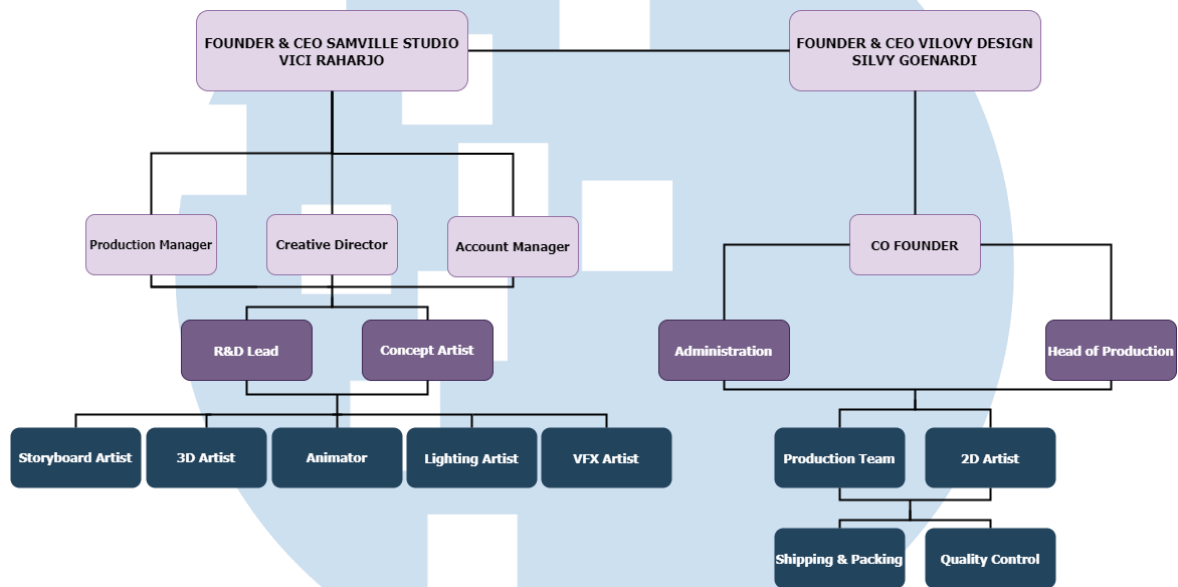 FOUNDER & CEO SAMVILLE STUDIO
VICI RAHARJO
FOUNDER & CEO VILOVY DESIGN
SILVY GOENARDI
Production Manager
Creative Director
Account Manager
CO FOUNDER
R&D Lead
Concept Artist
Administration
Head of Production
Storyboard Artist
3D Artist
Animator
Lighting Artist
VFX Artist
Production Team
2D Artist
Shipping & Packing
Quality Control